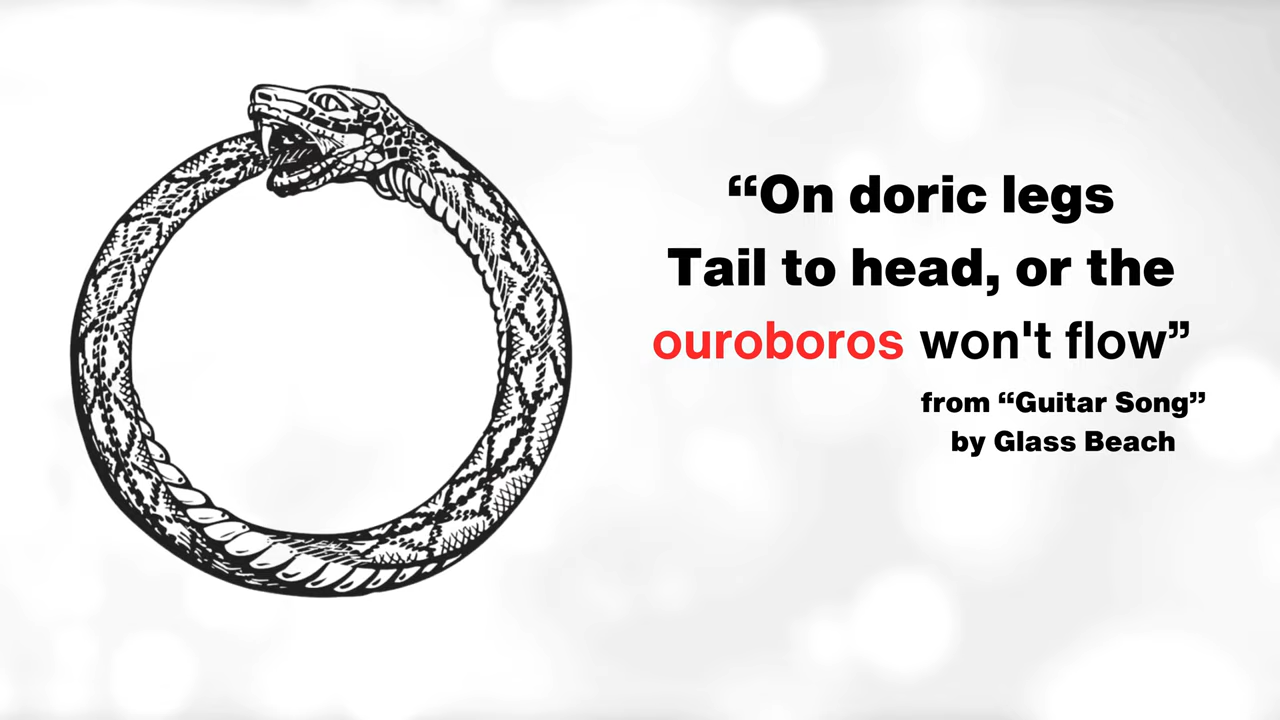 “On doric legs
Tail to head, or the
ouroboros won't flow”
from “Guitar Song”
by Glass Beach